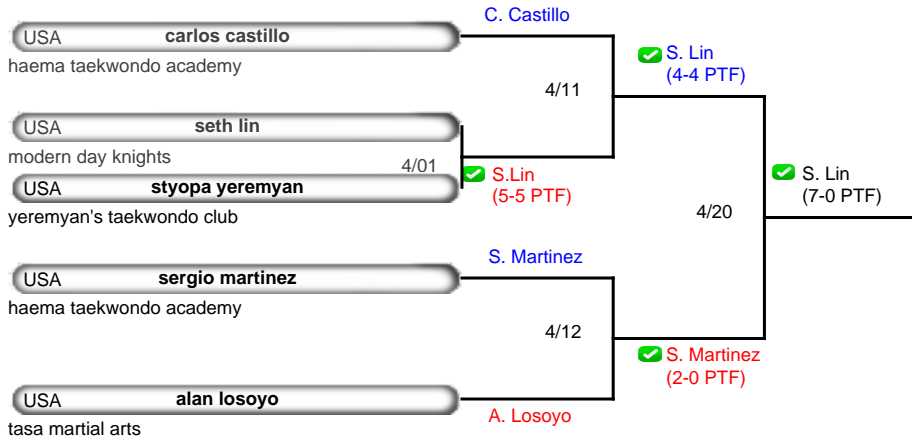 C. Castillo
USA carlos castillo
haema taekwondo academy
S. Lin
(4-4 PTF)
4/11
USA seth lin
modern day knights
4/01
S.Lin
(5-5 PTF)
USA styopa yeremyan
yeremyan's taekwondo club
S. Lin
(7-0 PTF)
4/20
S. Martinez
USA sergio martinez
haema taekwondo academy
4/12
S. Martinez
(2-0 PTF)
USA alan losoyo
A. Losoyo
tasa martial arts